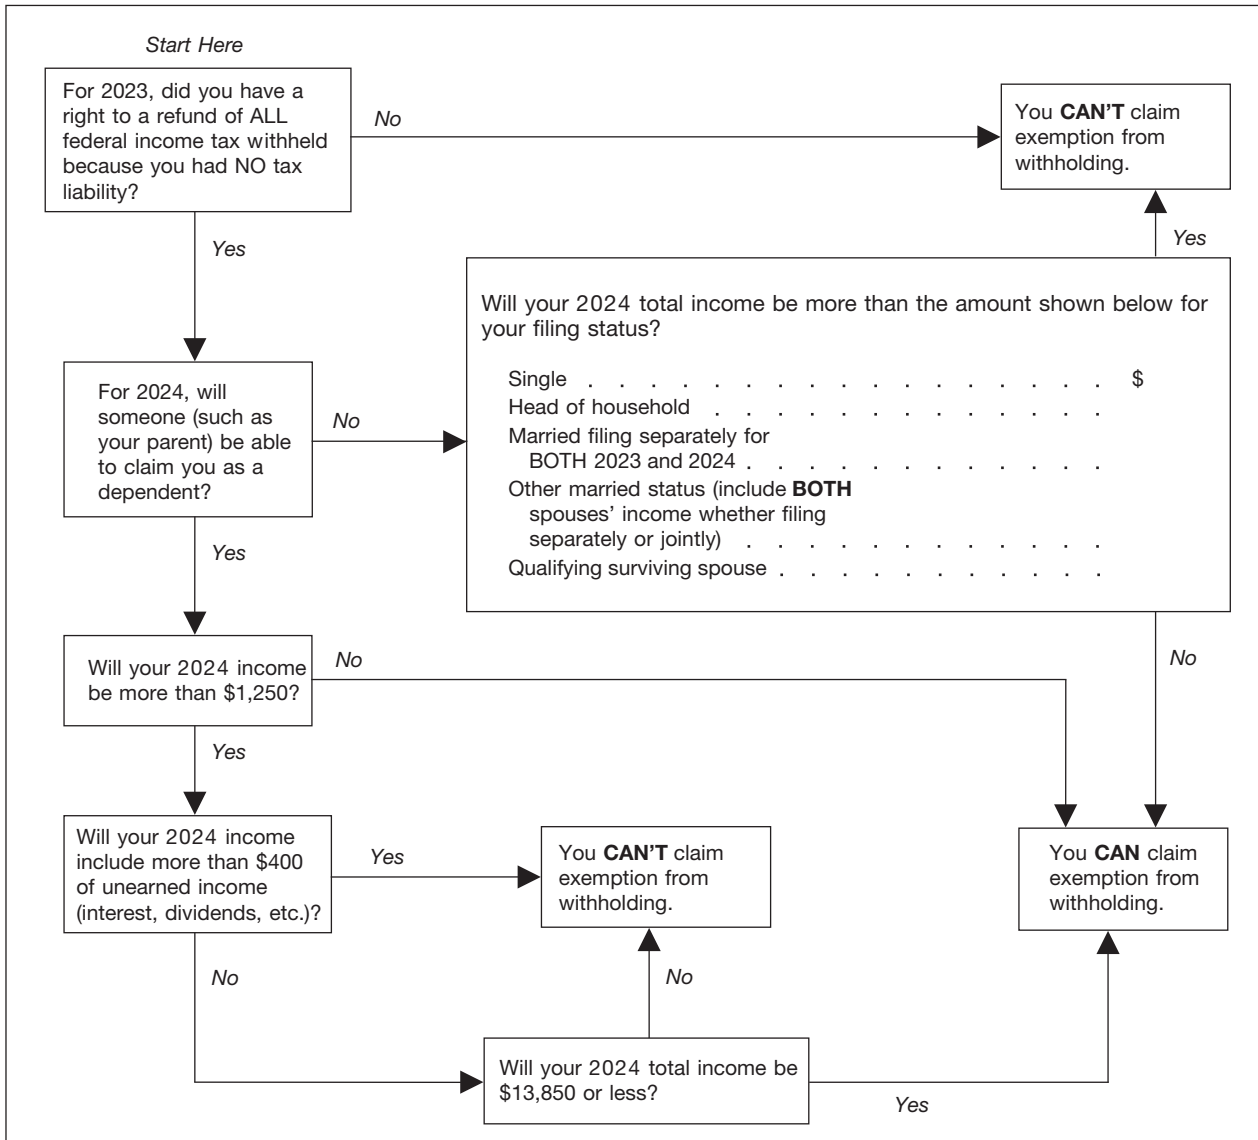 Start Here
For 2023, did you have a
right to a refund of ALL
federal income tax withheld
because you had NO tax
liability?
No
You CAN'T claim
exemption from
withholding.
Yes
Yes
Will your 2024 total income be more than the amount shown below for
your filing status?
Single . . . . . . . . . . . . . . . . . $
Head of household . . . . . . . . . . . . .
Married filing separately for
BOTH 2023 and 2024 . . . . . . . . . . . .
Other married status (include BOTH
spouses' income whether filing
separately or jointly) . . . . . . . . . . . .
Qualifying surviving spouse . . . . . . . . . . .
For 2024, will
someone (such as
your parent) be able
to claim you as a
dependent?
No
Yes
No
Will your 2024 income
be more than $1,250?
No
Yes
Will your 2024 income
include more than $400
of unearned income
(interest, dividends, etc.)?
Yes
You CAN'T claim
exemption from
withholding.
You CAN claim
exemption from
withholding.
No
No
Will your 2024 total income be
$13,850 or less?
Yes